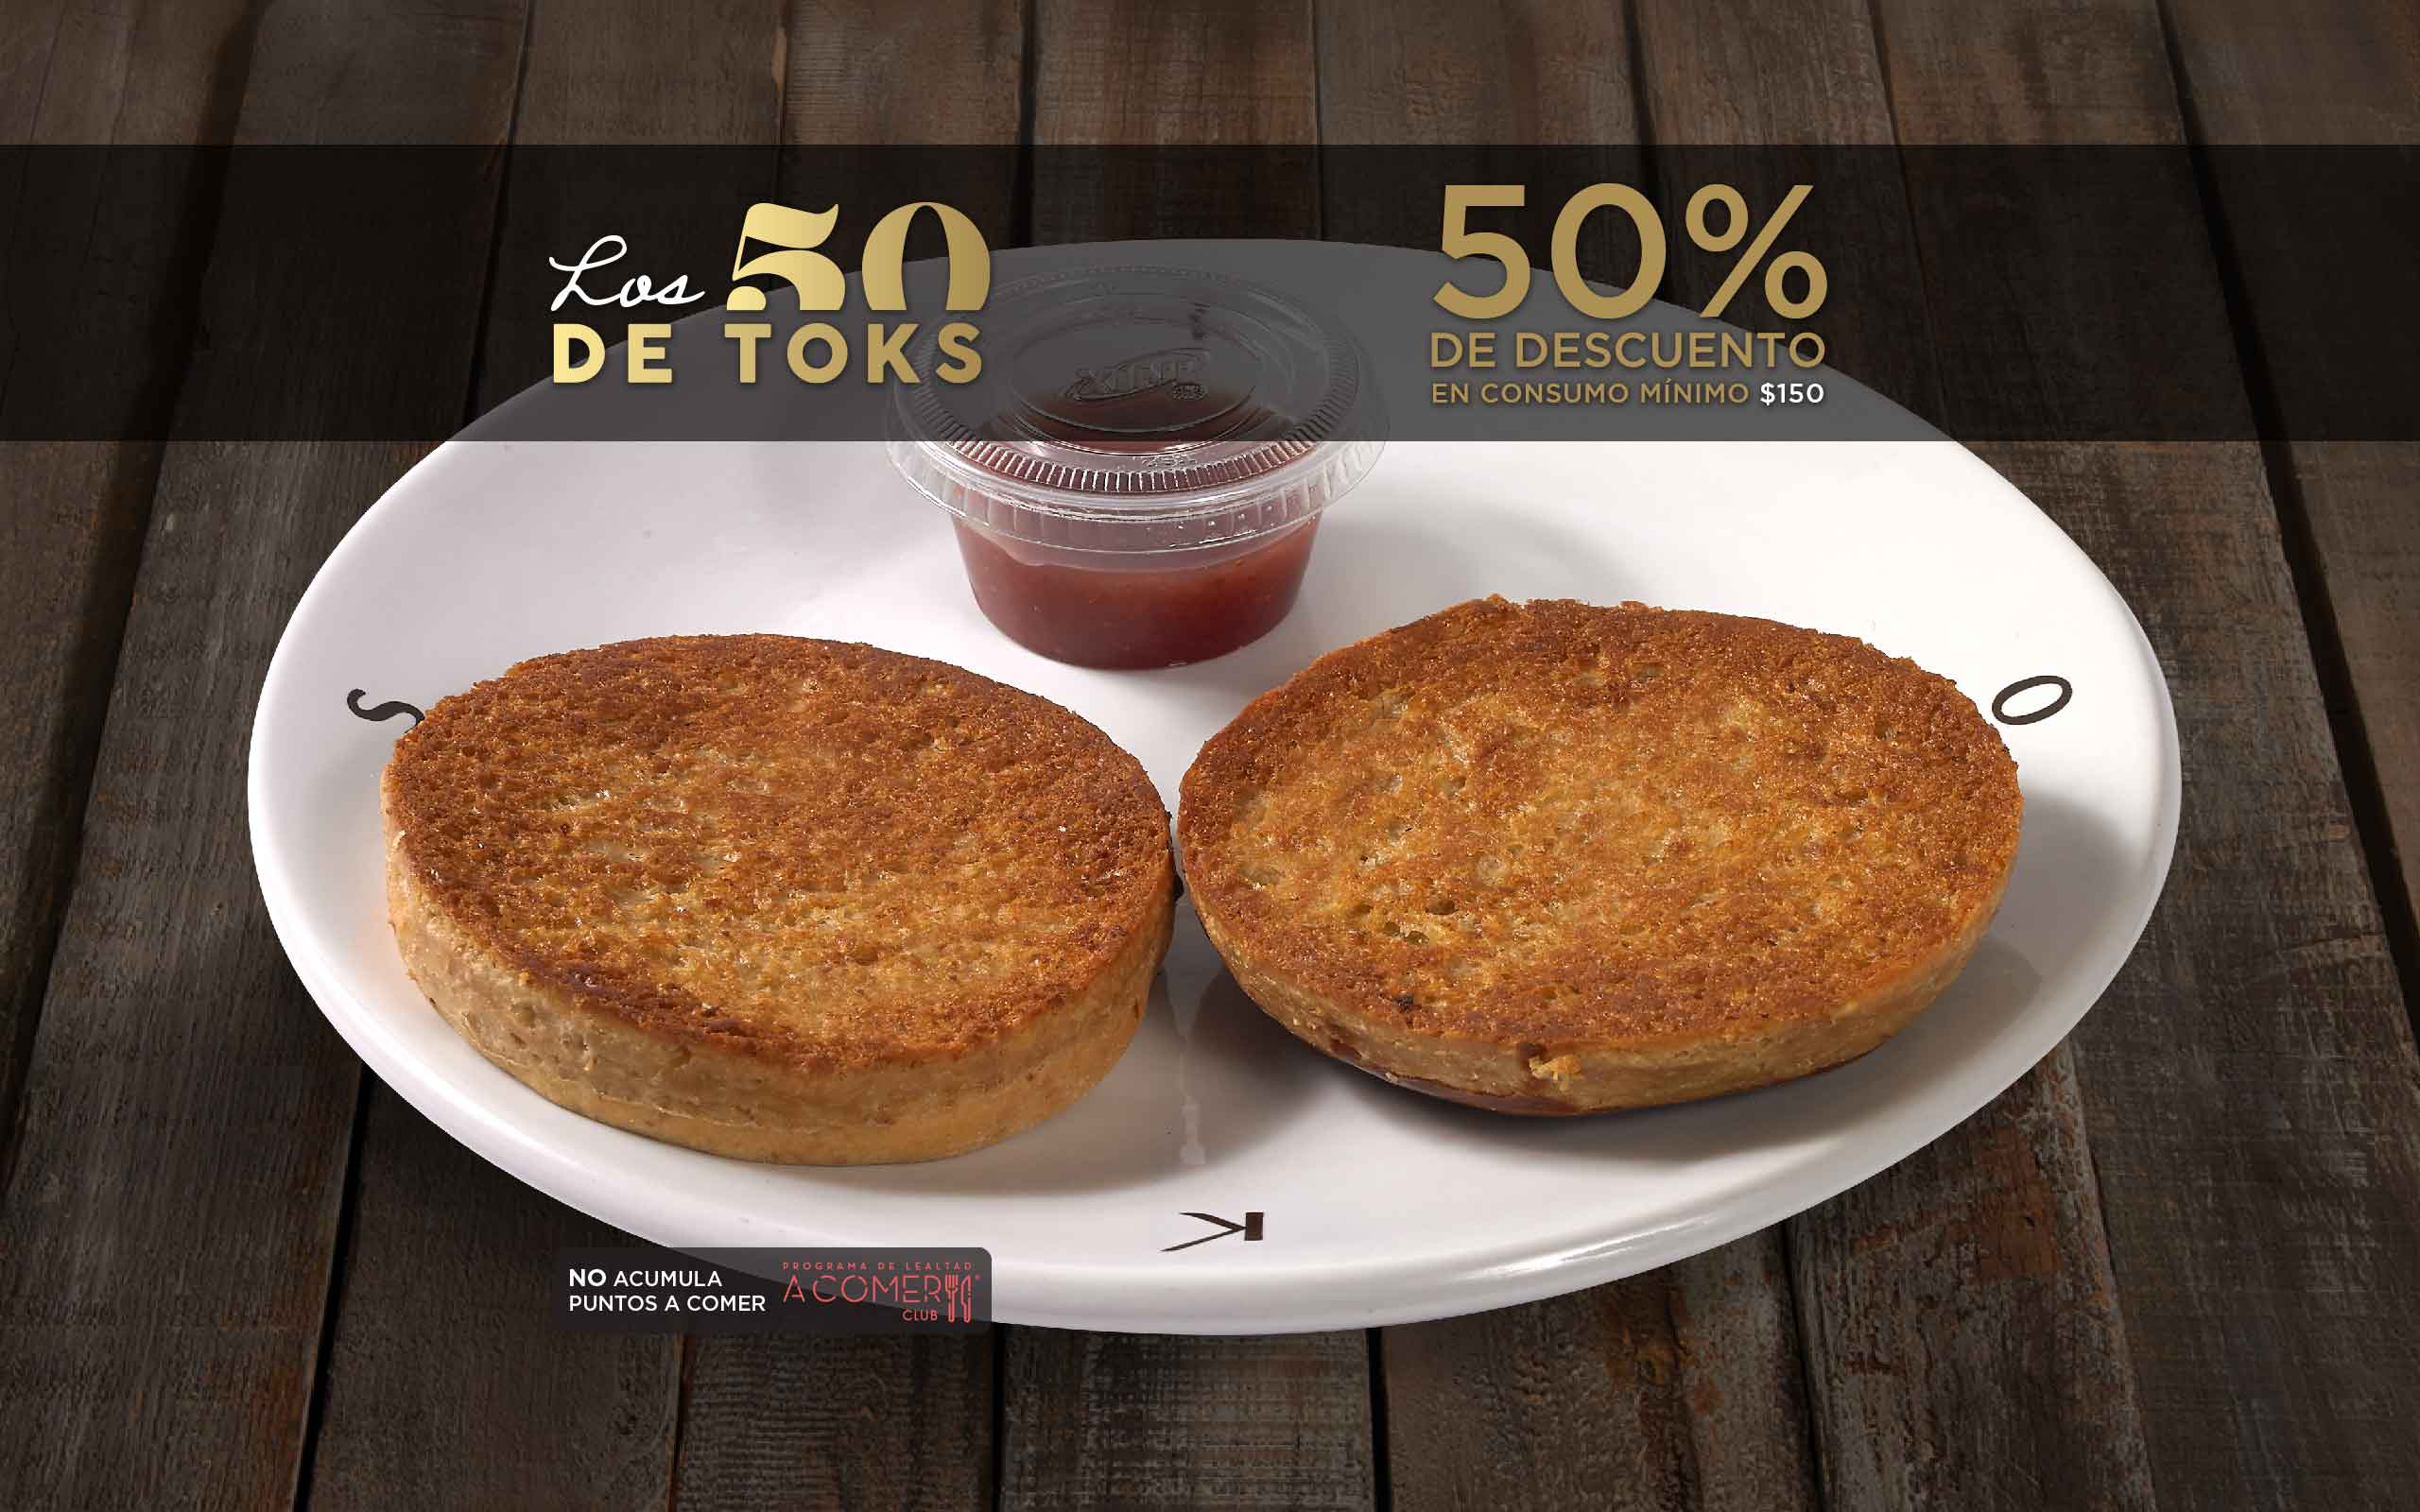 Los 50
DE TOKS
50%
DE DESCUENTO
EN CONSUMO MÍNIMO $150
S
O
K
NO ACUMULA
PUNTOS A COMER
PROGRAMA DE LEALTAD
A COMER
CLUB